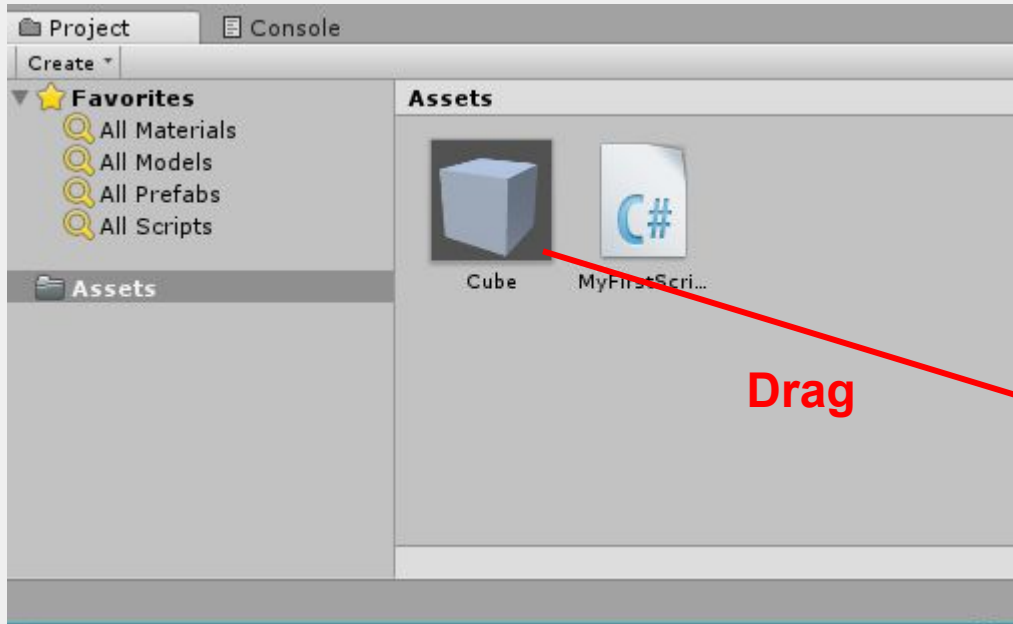 Project
Console
Create
Favorites
All Materials
All Models
All Prefabs
All Scripts
Assets
Assets
C#
Cube
MyFirstScri...
Drag